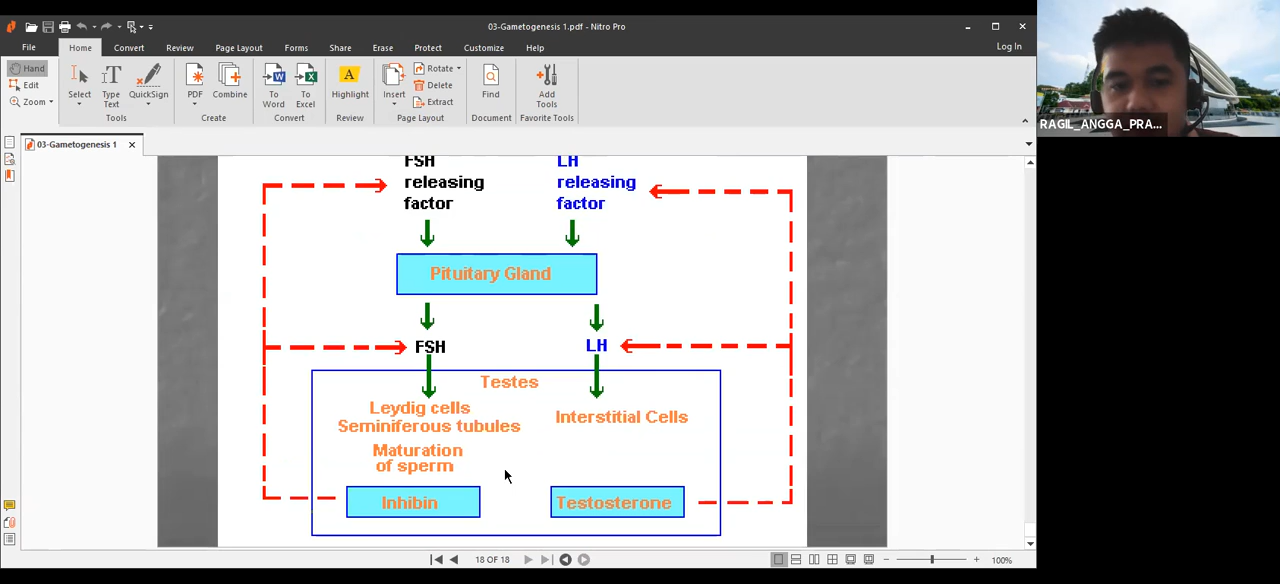 03-Gametogenesis 1.pdf - Nitro Pro
File Home Convert Review Page Layout Forms Share Erase Protect Customize Help
Log In
Hand
Edit
Zoom
Select
Type Text
QuickSign
PDF
Combine
To Word
To Excel
Highlight
Insert
Rotate
Delete
Extract
Find
Add Tools
Tools Create Convert Review Page Layout Document Favorite Tools
RAGIL_ANGGA_PRA...
03-Gametogenesis 1
FSH
releasing
factor
LH
releasing
factor
Pituitary Gland
FSH
LH
Testes
Leydig cells
Seminiferous tubules
Interstitial Cells
Maturation
of sperm
Inhibin
Testosterone
18 OF 18
100%